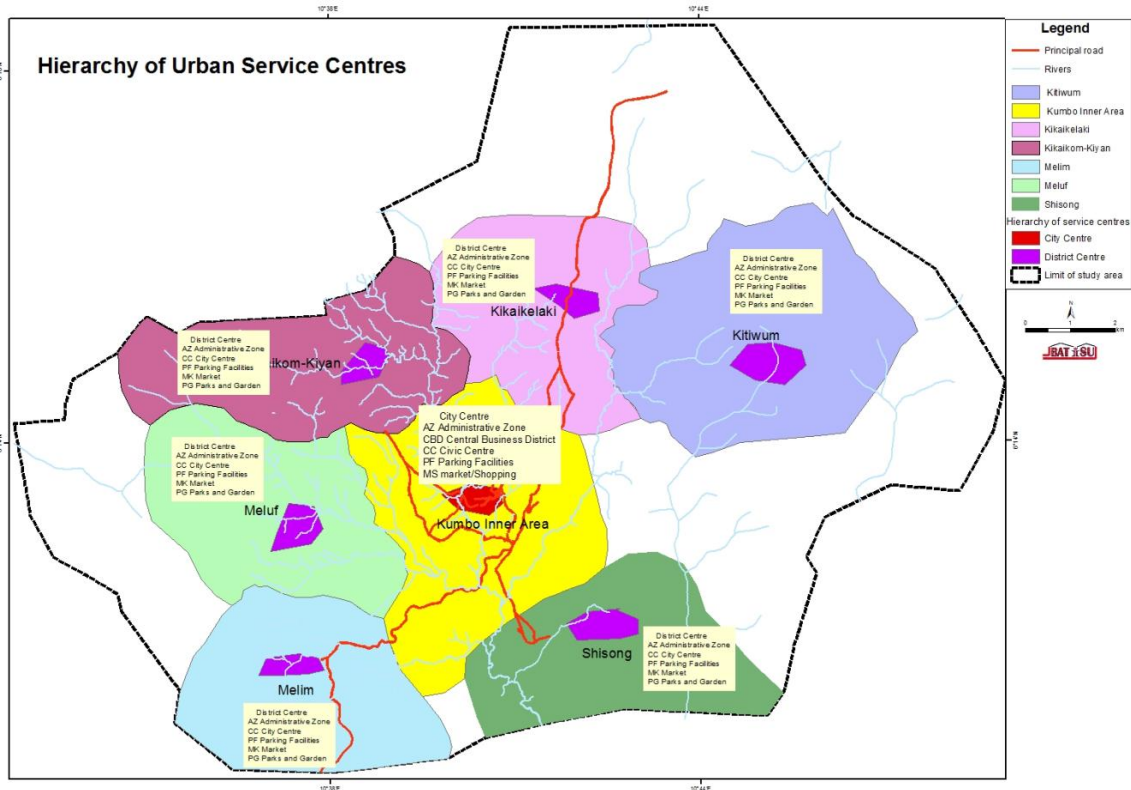 10°38'E
10°44'E
Hierarchy of Urban Service Centres
Legend
Principal road
Rivers
Kitiwum
Kumbo Inner Area
Kikaikelaki
Kikaikom-Kiyan
Melim
Meluf
Shisong
Hierarchy of service centres
City Centre
District Centre
Limit of study area
N
0 1 2
km
District Centre
AZ Administrative Zone
CC City Centre
PF Parking Facilities
MK Market
PG Parks and Garden
Kikaikelaki
District Centre
AZ Administrative Zone
CC City Centre
PF Parking Facilities
MK Market
PG Parks and Garden
Kitiwum
District Centre
AZ Administrative Zone
CC City Centre
PF Parking Facilities
MK Market
PG Parks and Garden
ikom-Kiyan
City Centre
AZ Administrative Zone
CBD Central Business District
CC Civic Centre
PF Parking Facilities
MS market/Shopping
Kumbo Inner Area
District Centre
AZ Administrative Zone
CC City Centre
PF Parking Facilities
MK Market
PG Parks and Garden
Meluf
6°14'N
Shisong
District Centre
AZ Administrative Zone
CC City Centre
PF Parking Facilities
MK Market
PG Parks and Garden
Melim
District Centre
AZ Administrative Zone
CC City Centre
PF Parking Facilities
MK Market
PG Parks and Garden
10°38'E
10°44'E